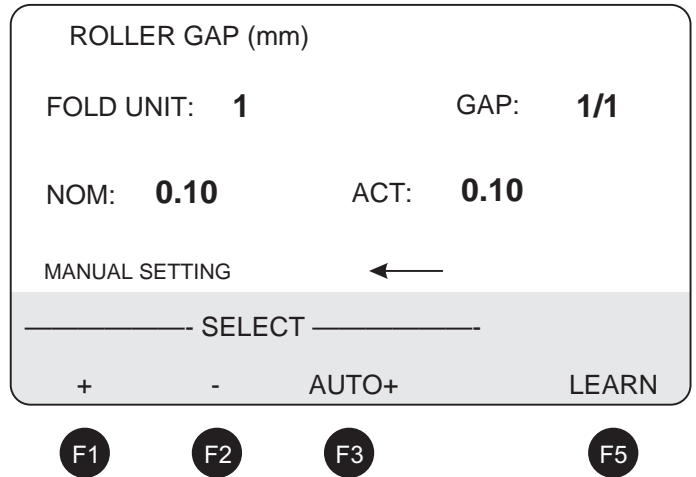 ROLLER GAP (mm)
FOLD UNIT: 1 GAP: 1/1
NOM: 0.10 ACT: 0.10
MANUAL SETTING
SELECT
+ - AUTO+ LEARN
F1 F2 F3 F5